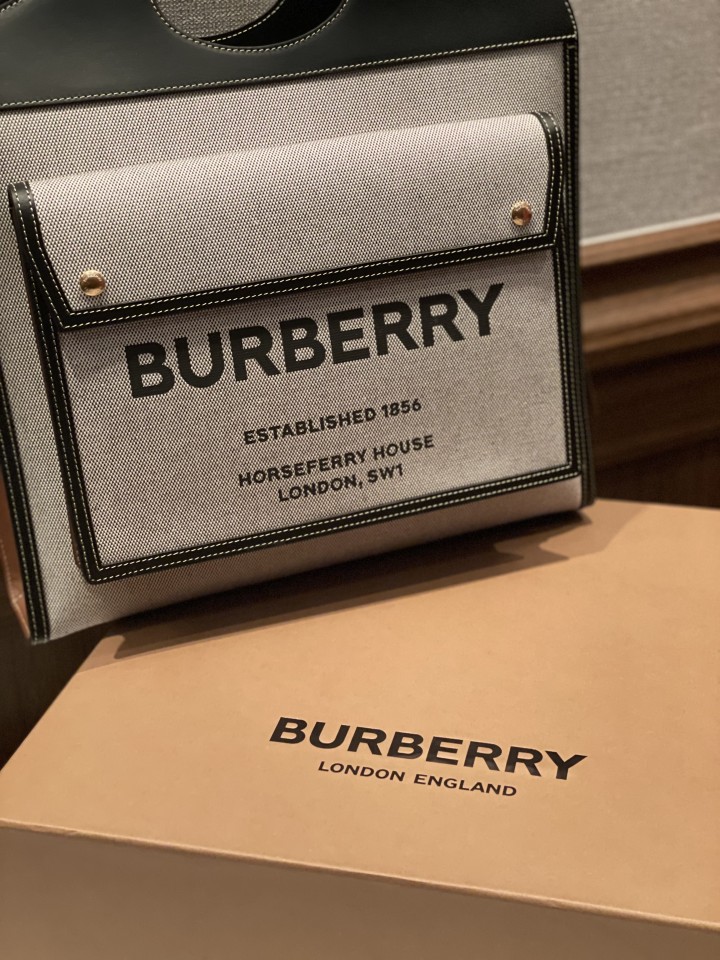 BURBERRY
ESTABLISHED 1856
HORSEFERRY HOUSE
LONDON, SW1
BURBERRY
LONDON ENGLAND